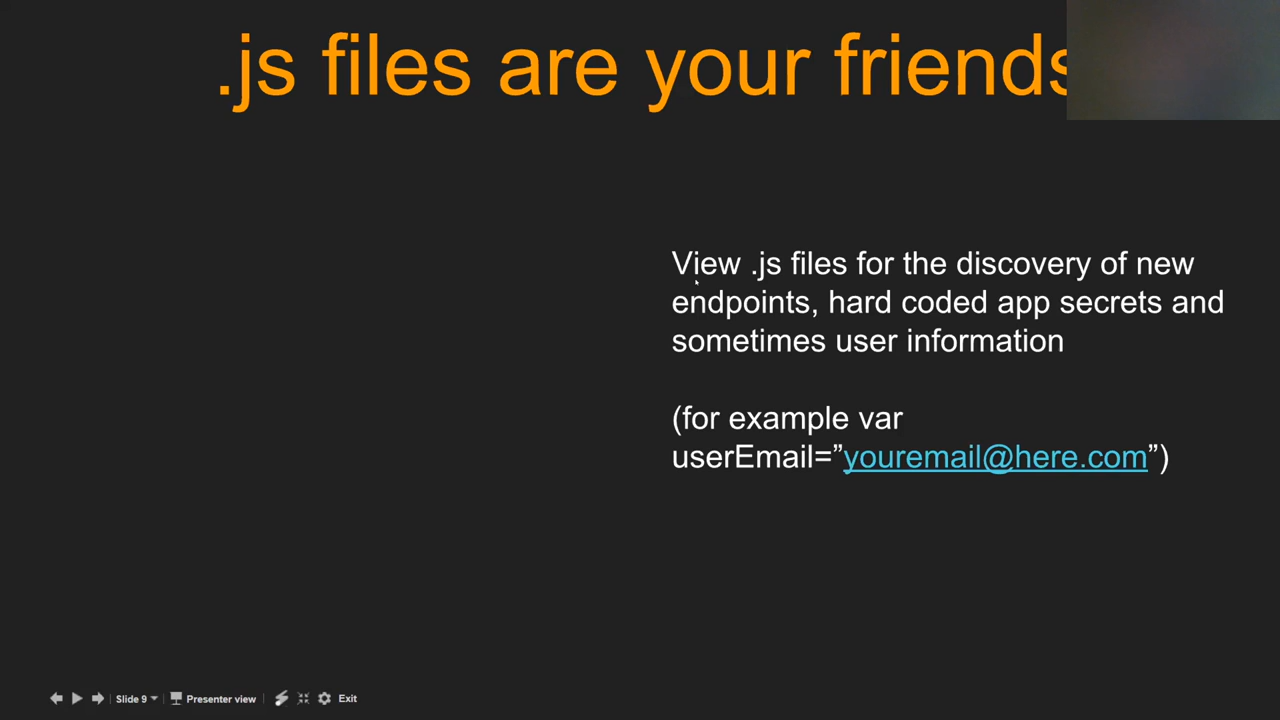 .js files are your friends
View .js files for the discovery of new
endpoints, hard coded app secrets and
sometimes user information
(for example var
userEmail=”youremail@here.com”)
Slide 9
Presenter view
Exit